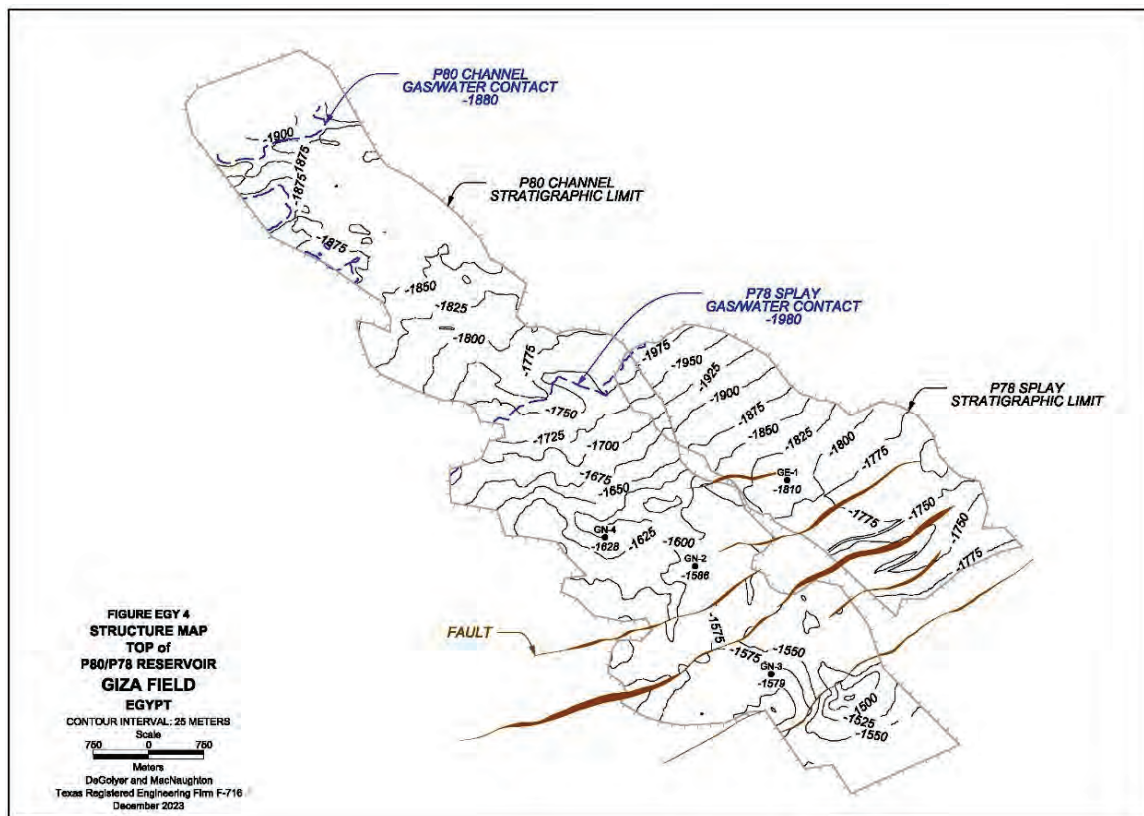 P80 CHANNEL
GAS/WATER CONTACT
-1880
-1900
-1875
-1875
P80 CHANNEL
STRATIGRAPHIC LIMIT
-1875
-1850
-1825
-1800
-1775
P78 SPLAY
GAS/WATER CONTACT
-1980
-1975
-1950
-1925
-1900
-1875
-1850
-1825
-1800
-1775
P78 SPLAY
STRATIGRAPHIC LIMIT
-1750
-1725
-1700
-1675
-1650
GE-1
-1810
GN-4
-1628
-1625
-1600
GN-2
-1586
-1775
-1750
-1750
-1775
FAULT
-1575
-1575
-1550
GN-3
-1579
-1500
-1525
-1550
FIGURE EGY 4
STRUCTURE MAP
TOP of
P80/P78 RESERVOIR
GIZA FIELD
EGYPT
CONTOUR INTERVAL: 25 METERS
Scale
750 0 750
Meters
DeGolyer and MacNaughton
Texas Registered Engineering Firm F-716
December 2023